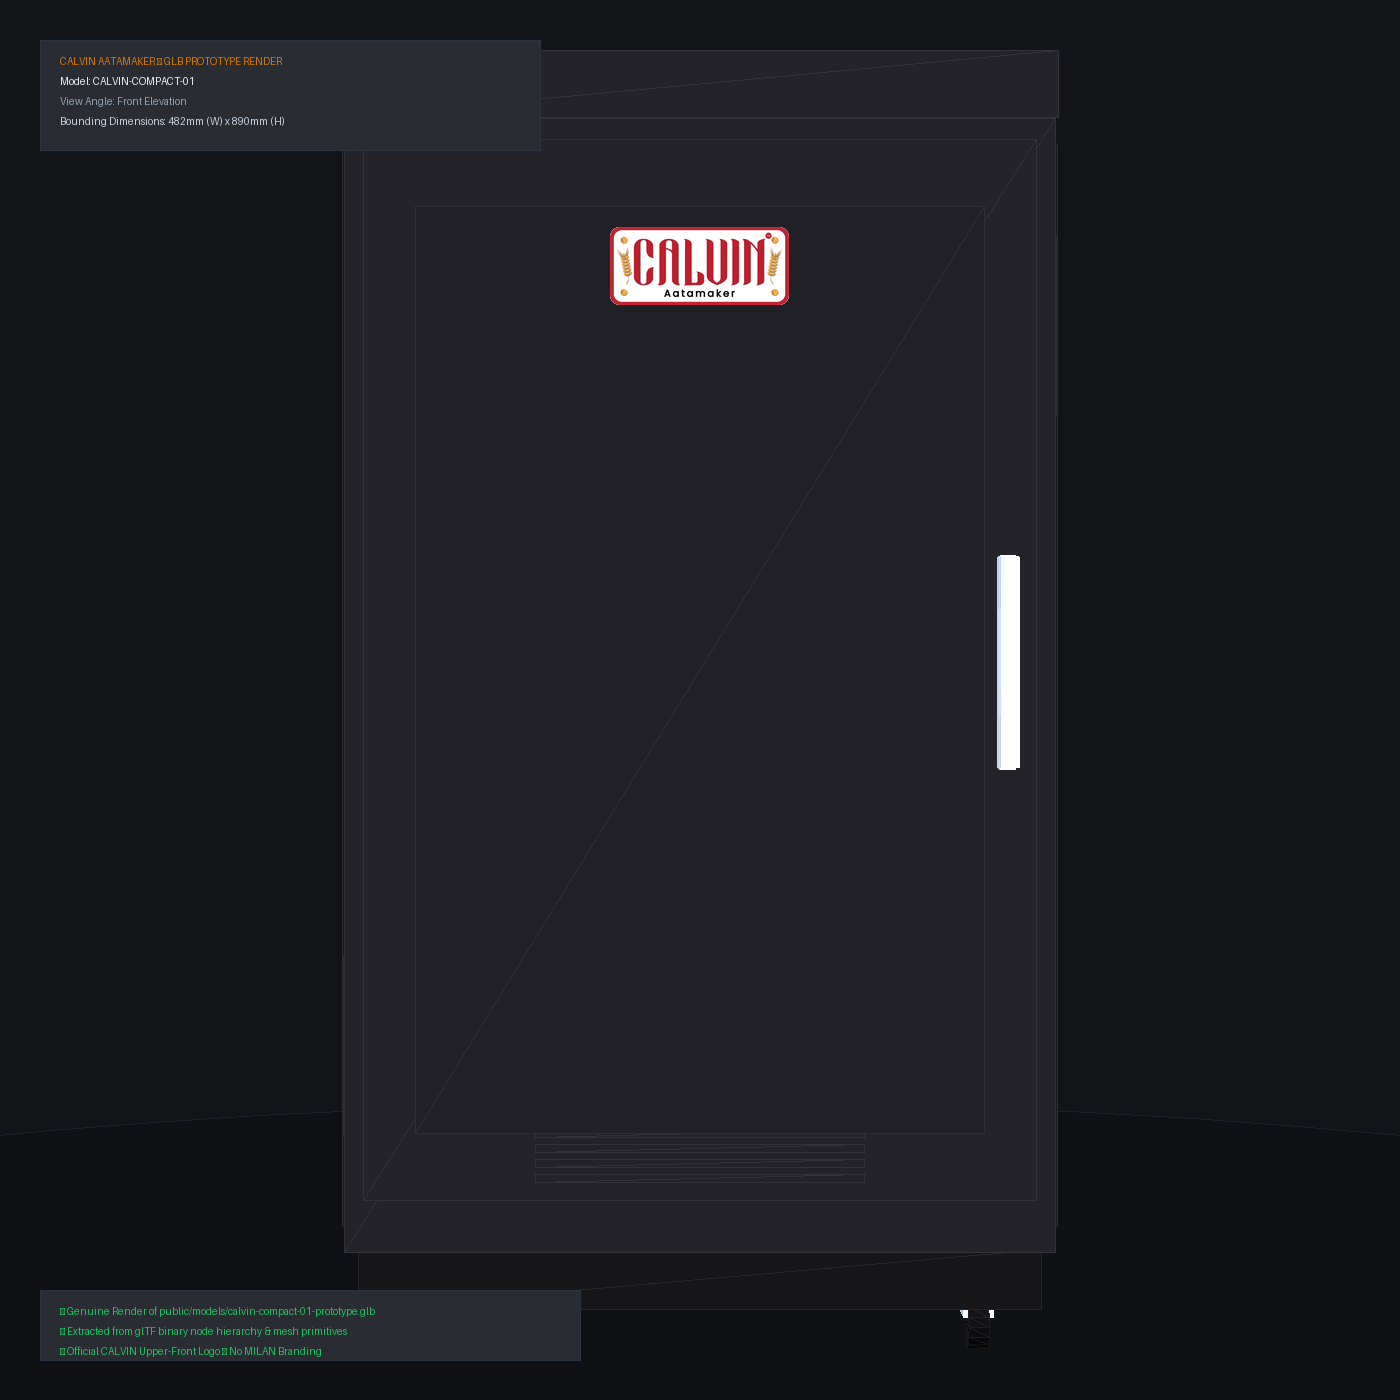 CALVIN AATAMAKER▯GLB PROTOTYPE RENDER
Model: CALVIN-COMPACT-01
View Angle: Front Elevation
Bounding Dimensions: 482mm (W) x 890mm (H)
CALVIN
Aatamaker
▯Genuine Render of public/models/calvin-compact-01-prototype.glb
▯Extracted from glTF binary node hierarchy & mesh primitives
▯Official CALVIN Upper-Front Logo▯No MILAN Branding